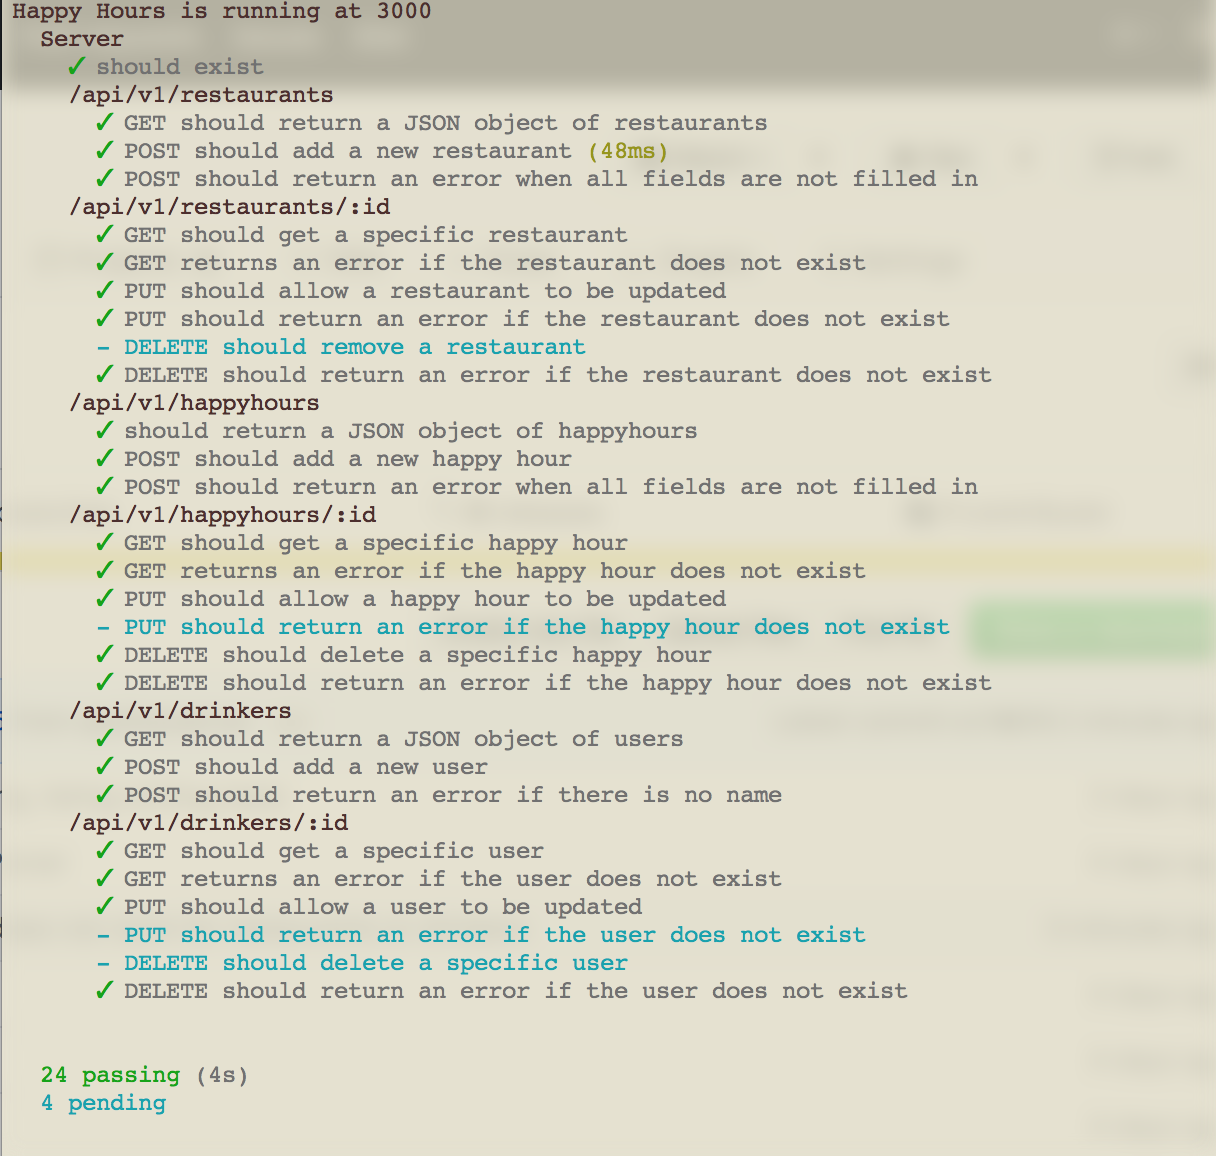 Happy Hours is running at 3000
Server
✓ should exist
/api/v1/restaurants
✓ GET should return a JSON object of restaurants
✓ POST should add a new restaurant (48ms)
✓ POST should return an error when all fields are not filled in
/api/v1/restaurants/:id
✓ GET should get a specific restaurant
✓ GET returns an error if the restaurant does not exist
✓ PUT should allow a restaurant to be updated
✓ PUT should return an error if the restaurant does not exist
- DELETE should remove a restaurant
✓ DELETE should return an error if the restaurant does not exist
/api/v1/happyhours
✓ should return a JSON object of happyhours
✓ POST should add a new happy hour
✓ POST should return an error when all fields are not filled in
/api/v1/happyhours/:id
✓ GET should get a specific happy hour
✓ GET returns an error if the happy hour does not exist
✓ PUT should allow a happy hour to be updated
- PUT should return an error if the happy hour does not exist
✓ DELETE should delete a specific happy hour
✓ DELETE should return an error if the happy hour does not exist
/api/v1/drinkers
✓ GET should return a JSON object of users
✓ POST should add a new user
✓ POST should return an error if there is no name
/api/v1/drinkers/:id
✓ GET should get a specific user
✓ GET returns an error if the user does not exist
✓ PUT should allow a user to be updated
- PUT should return an error if the user does not exist
- DELETE should delete a specific user
✓ DELETE should return an error if the user does not exist
24 passing (4s)
4 pending